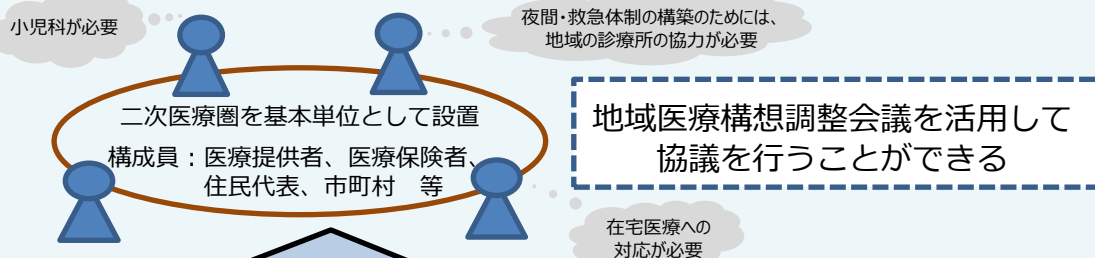 小児科が必要
夜間・救急体制の構築のためには、
地域の診療所の協力が必要
二次医療圏を基本単位として設置
構成員：医療提供者、医療保険者、
住民代表、市町村　等
地域医療構想調整会議を活用して
協議を行うことができる
在宅医療への
対応が必要